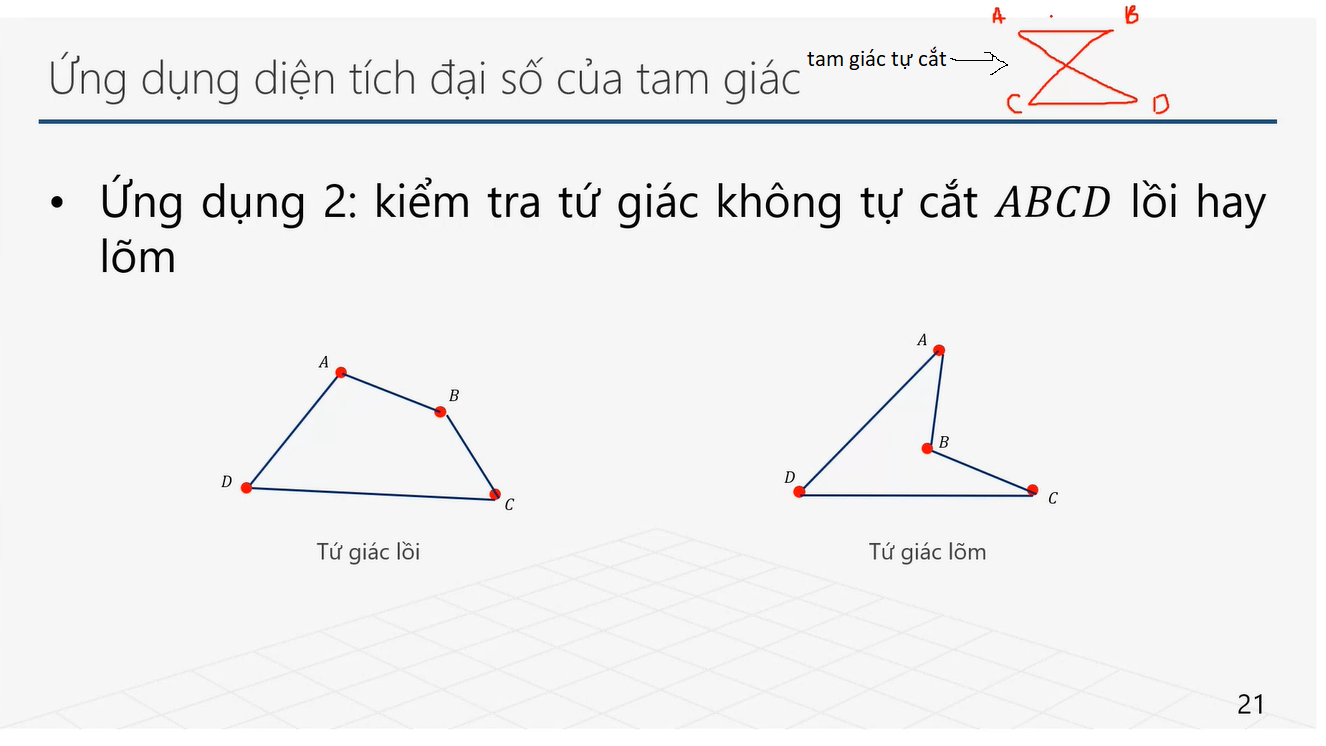 A B
Ứng dụng diện tích đại số của tam giác
tam giác tự cắt
C D
• Ứng dụng 2: kiểm tra tứ giác không tự cắt ABCD lồi hay
lõm
A
B
D
C
Tứ giác lồi
A
B
D
C
Tứ giác lõm
21